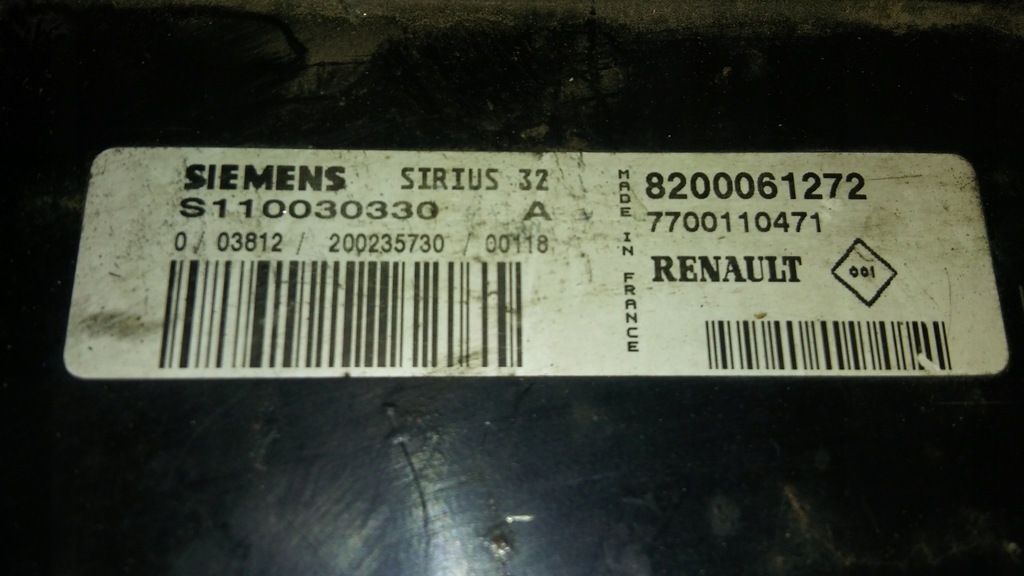 SIEMENS SIRIUS 32
S110030330 A
0 / 03812 / 200235730 / 00118
MADE IN FRANCE
8200061272
7700110471
RENAULT 001